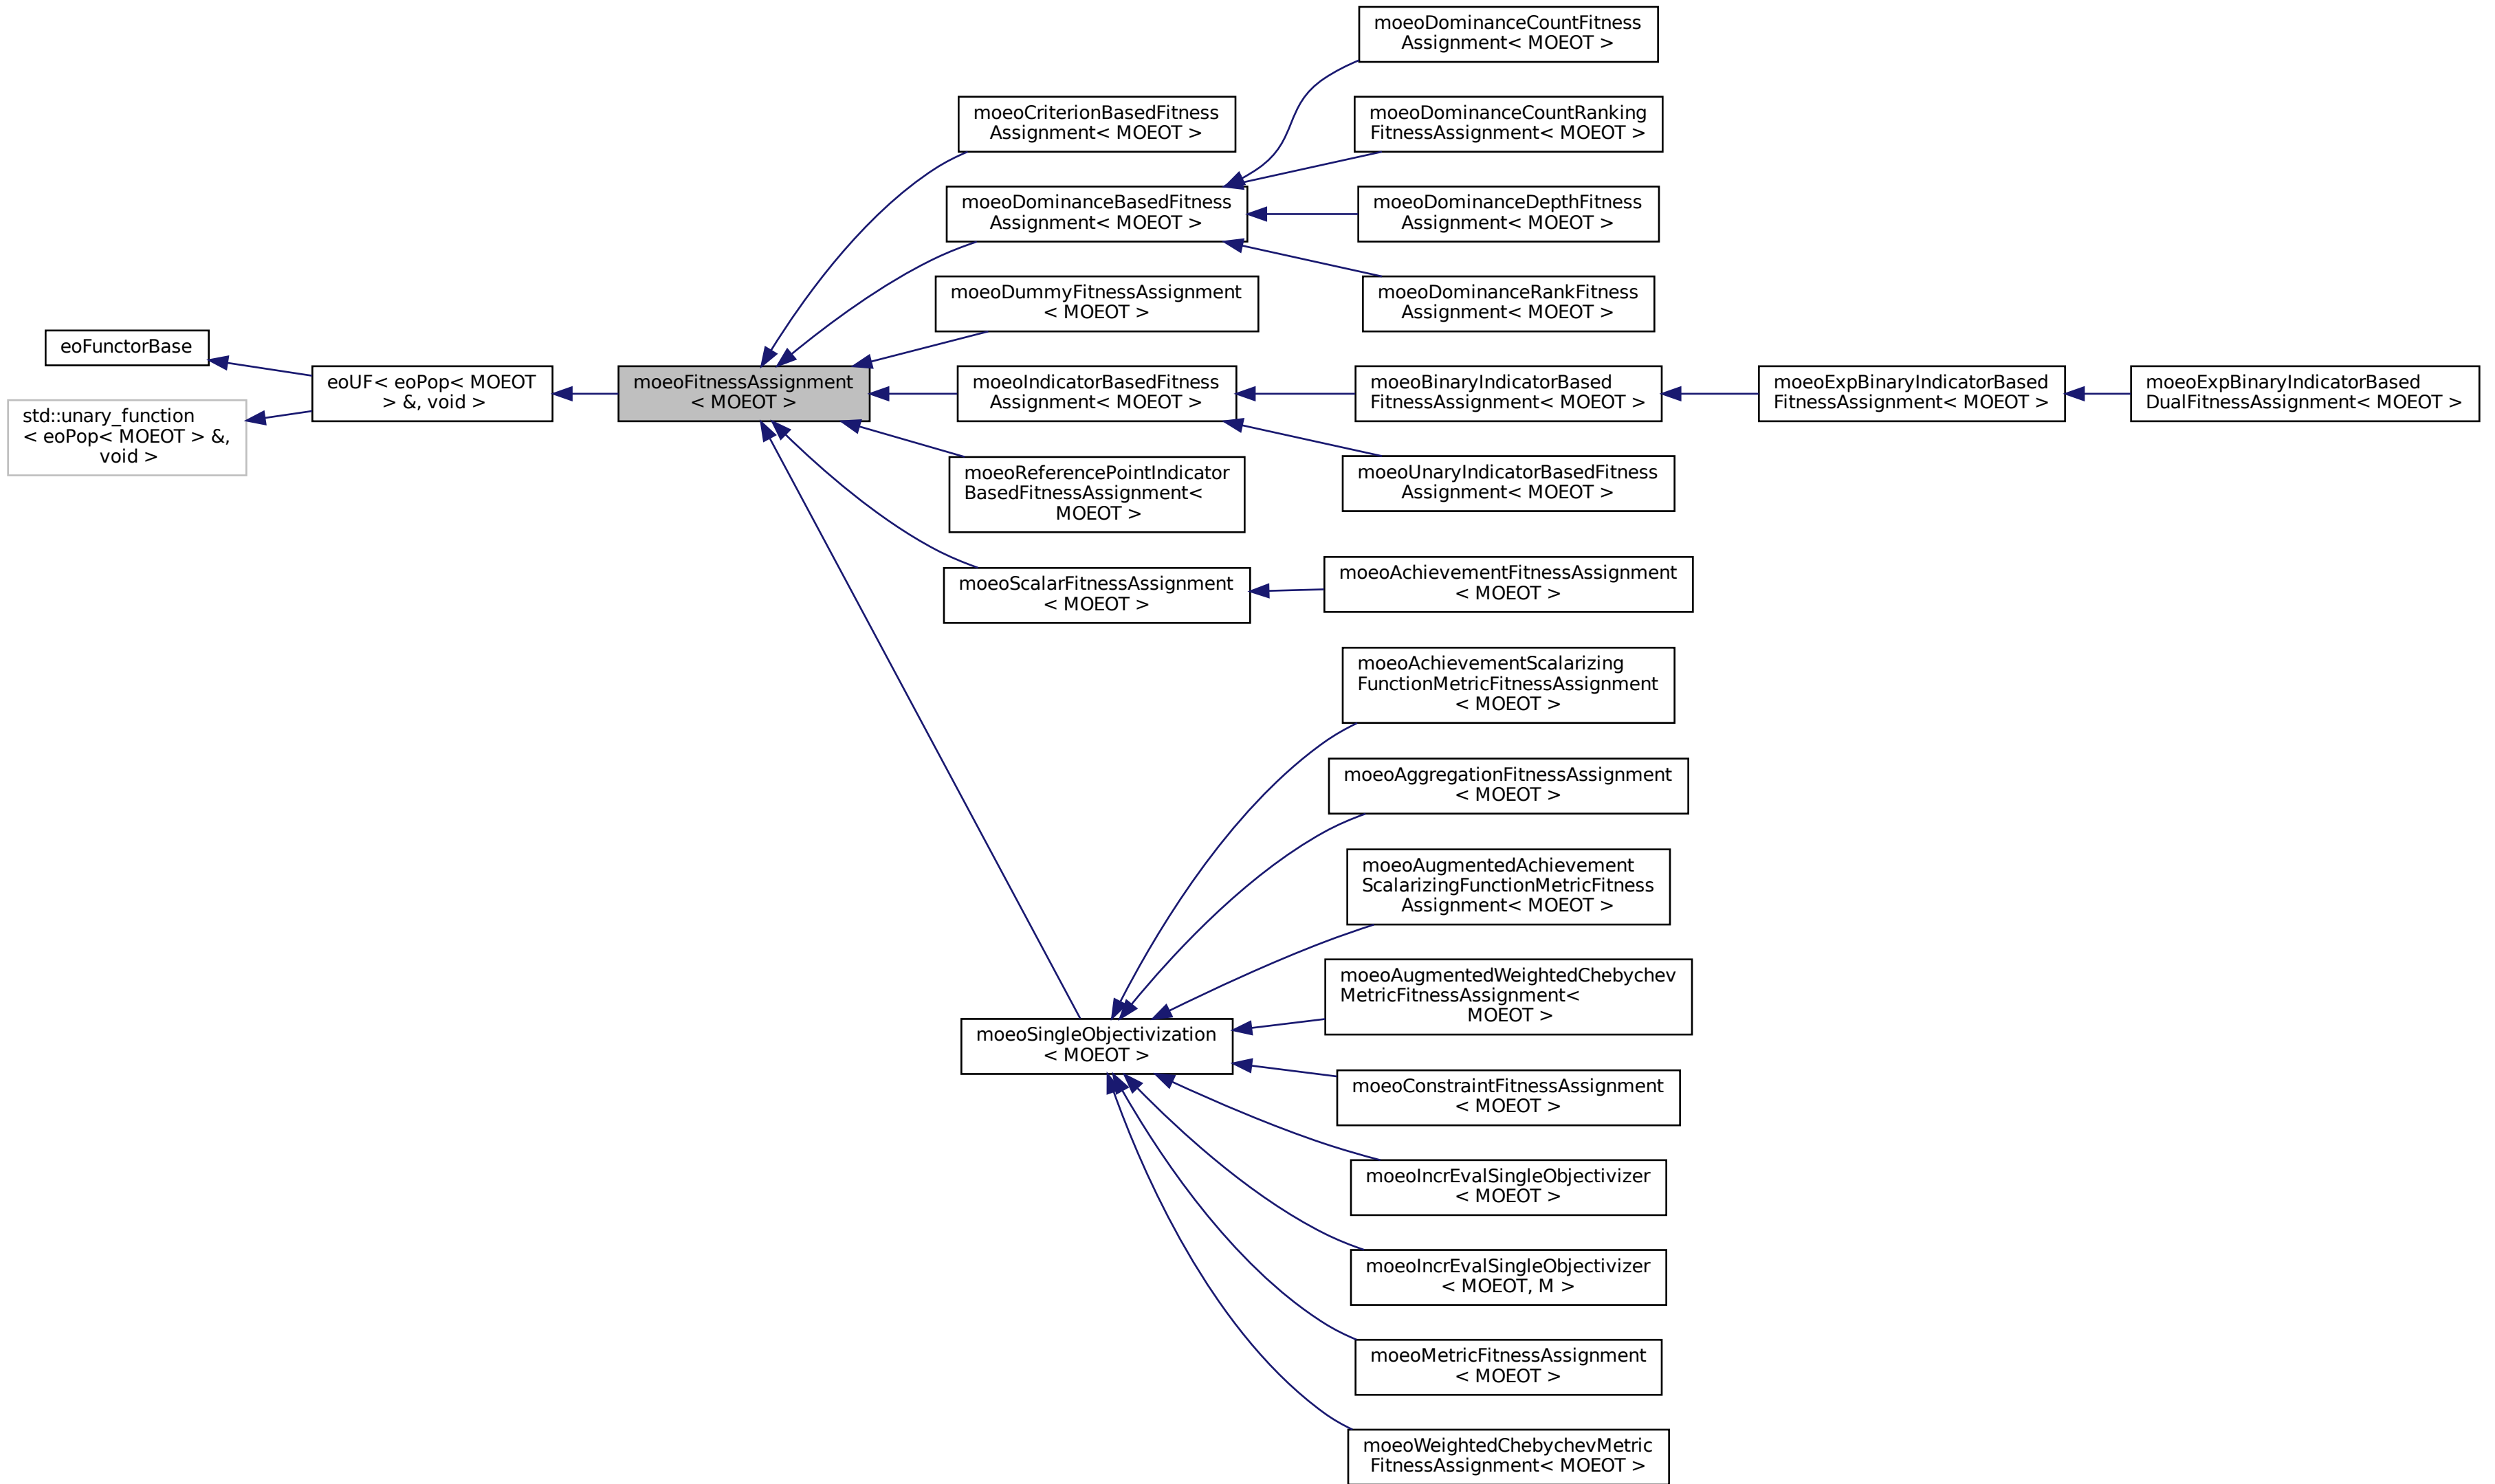 eoFunctorBase
std::unary_function
< eoPop< MOEOT > &,
void >
eoUF< eoPop< MOEOT
> &, void >
moeoFitnessAssignment
< MOEOT >
moeoCriterionBasedFitness
Assignment< MOEOT >
moeoDominanceBasedFitness
Assignment< MOEOT >
moeoDummyFitnessAssignment
< MOEOT >
moeoIndicatorBasedFitness
Assignment< MOEOT >
moeoReferencePointIndicator
BasedFitnessAssignment<
MOEOT >
moeoScalarFitnessAssignment
< MOEOT >
moeoSingleObjectivization
< MOEOT >
moeoDominanceCountFitness
Assignment< MOEOT >
moeoDominanceCountRanking
FitnessAssignment< MOEOT >
moeoDominanceDepthFitness
Assignment< MOEOT >
moeoDominanceRankFitness
Assignment< MOEOT >
moeoBinaryIndicatorBased
FitnessAssignment< MOEOT >
moeoUnaryIndicatorBasedFitness
Assignment< MOEOT >
moeoAchievementFitnessAssignment
< MOEOT >
moeoAchievementScalarizing
FunctionMetricFitnessAssignment
< MOEOT >
moeoAggregationFitnessAssignment
< MOEOT >
moeoAugmentedAchievement
ScalarizingFunctionMetricFitness
Assignment< MOEOT >
moeoAugmentedWeightedChebychev
MetricFitnessAssignment<
MOEOT >
moeoConstraintFitnessAssignment
< MOEOT >
moeoIncrEvalSingleObjectivizer
< MOEOT >
moeoIncrEvalSingleObjectivizer
< MOEOT, M >
moeoMetricFitnessAssignment
< MOEOT >
moeoWeightedChebychevMetric
FitnessAssignment< MOEOT >
moeoExpBinaryIndicatorBased
FitnessAssignment< MOEOT >
moeoExpBinaryIndicatorBased
DualFitnessAssignment< MOEOT >